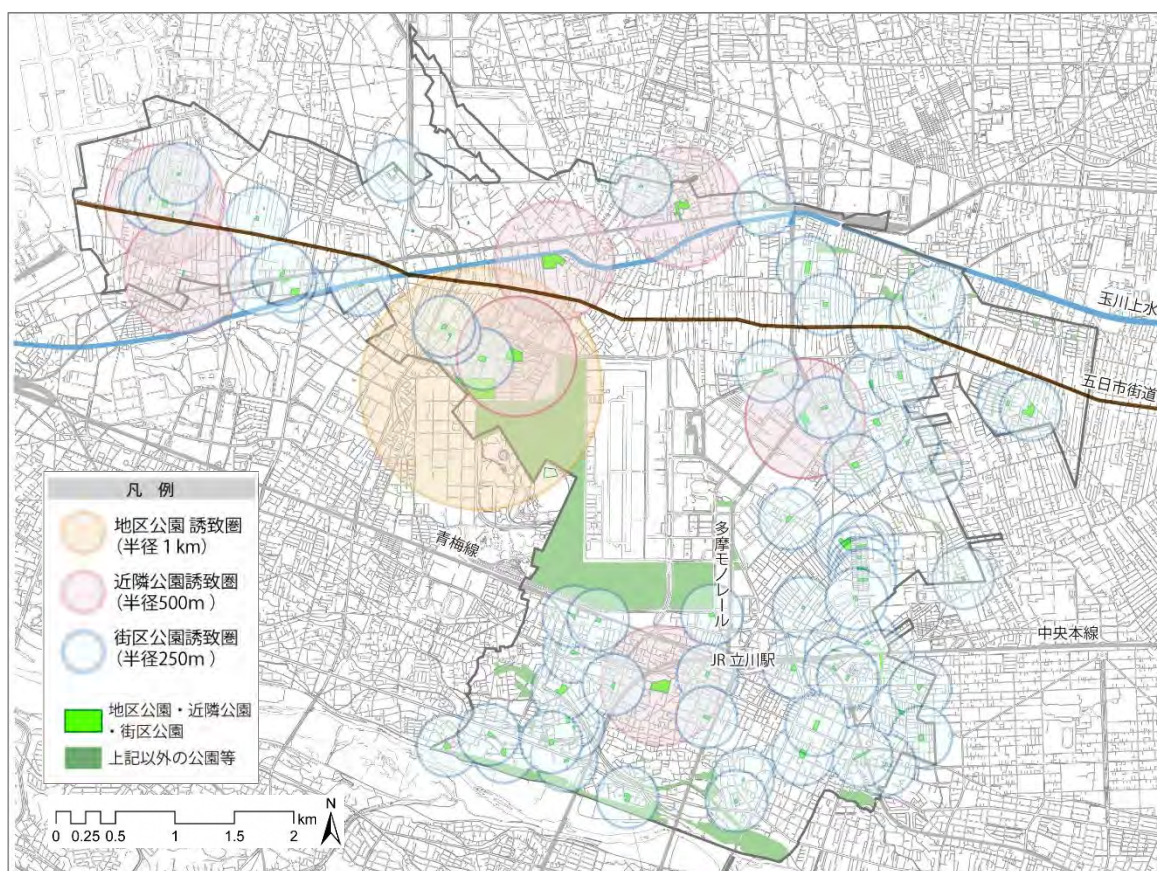 玉川上水
五日市街道
多摩モノレール
青梅線
中央本線
JR 立川駅
凡 例
地区公園 誘致圏
(半径 1 km)
近隣公園誘致圏
(半径500m )
街区公園誘致圏
(半径250m )
地区公園・近隣公園
・街区公園
上記以外の公園等
0 0.25 0.5 1 1.5 2
km
N